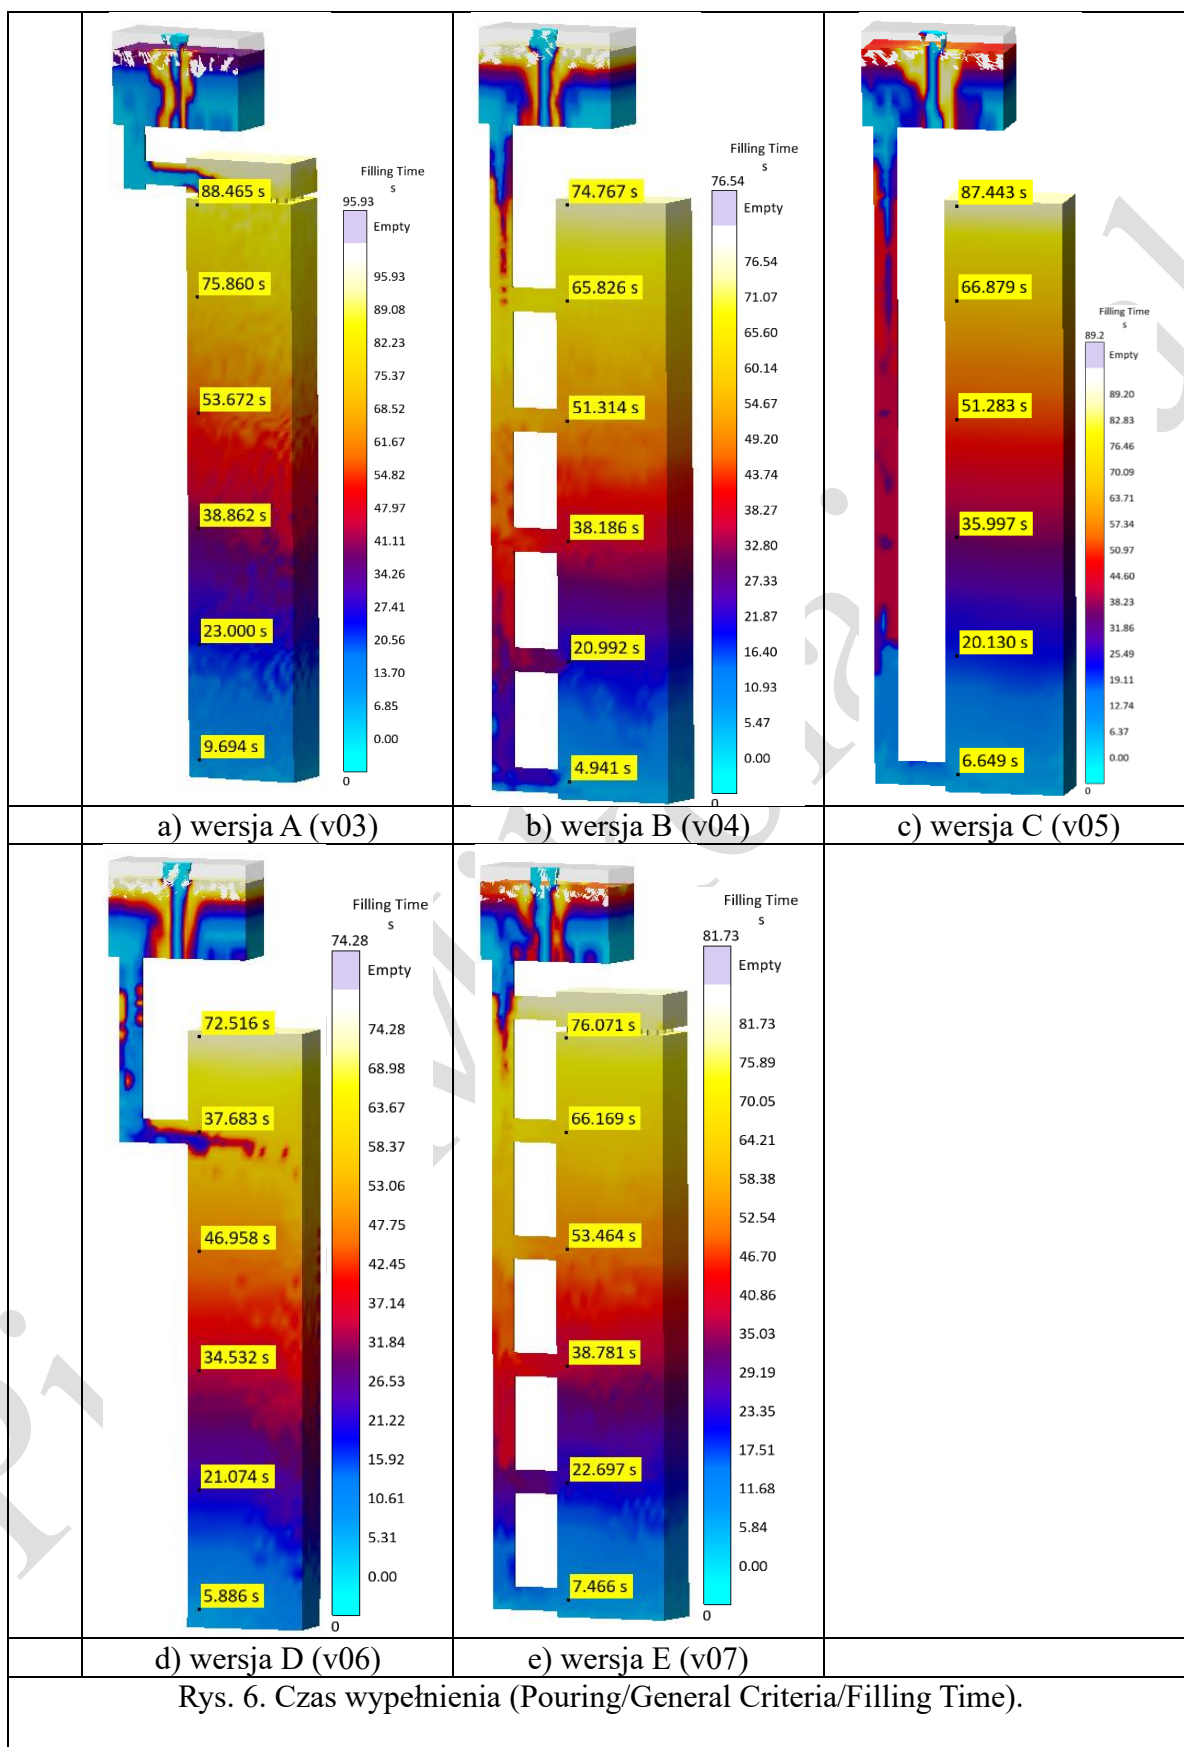 Filling Time
s
95.93
Empty
95.93
89.08
82.23
75.37
68.52
61.67
54.82
47.97
41.11
34.26
27.41
20.56
13.70
6.85
0.00
0
88.465 s
75.860 s
53.672 s
38.862 s
23.000 s
9.694 s
a) wersja A (v03)
Filling Time
s
76.54
Empty
76.54
71.07
65.60
60.14
54.67
49.20
43.74
38.27
32.80
27.33
21.87
16.40
10.93
5.47
0.00
0
74.767 s
65.826 s
51.314 s
38.186 s
20.992 s
4.941 s
b) wersja B (v04)
Filling Time
s
89.2
Empty
89.20
82.83
76.46
70.09
63.71
57.34
50.97
44.60
38.23
31.86
25.49
19.11
12.74
6.37
0.00
0
87.443 s
66.879 s
51.283 s
35.997 s
20.130 s
6.649 s
c) wersja C (v05)
Filling Time
s
74.28
Empty
74.28
68.98
63.67
58.37
53.06
47.75
42.45
37.14
31.84
26.53
21.22
15.92
10.61
5.31
0.00
0
72.516 s
37.683 s
46.958 s
34.532 s
21.074 s
5.886 s
d) wersja D (v06)
Filling Time
s
81.73
Empty
81.73
75.89
70.05
64.21
58.38
52.54
46.70
40.86
35.03
29.19
23.35
17.51
11.68
5.84
0.00
0
76.071 s
66.169 s
53.464 s
38.781 s
22.697 s
7.466 s
e) wersja E (v07)
Rys. 6. Czas wypełnienia (Pouring/General Criteria/Filling Time).